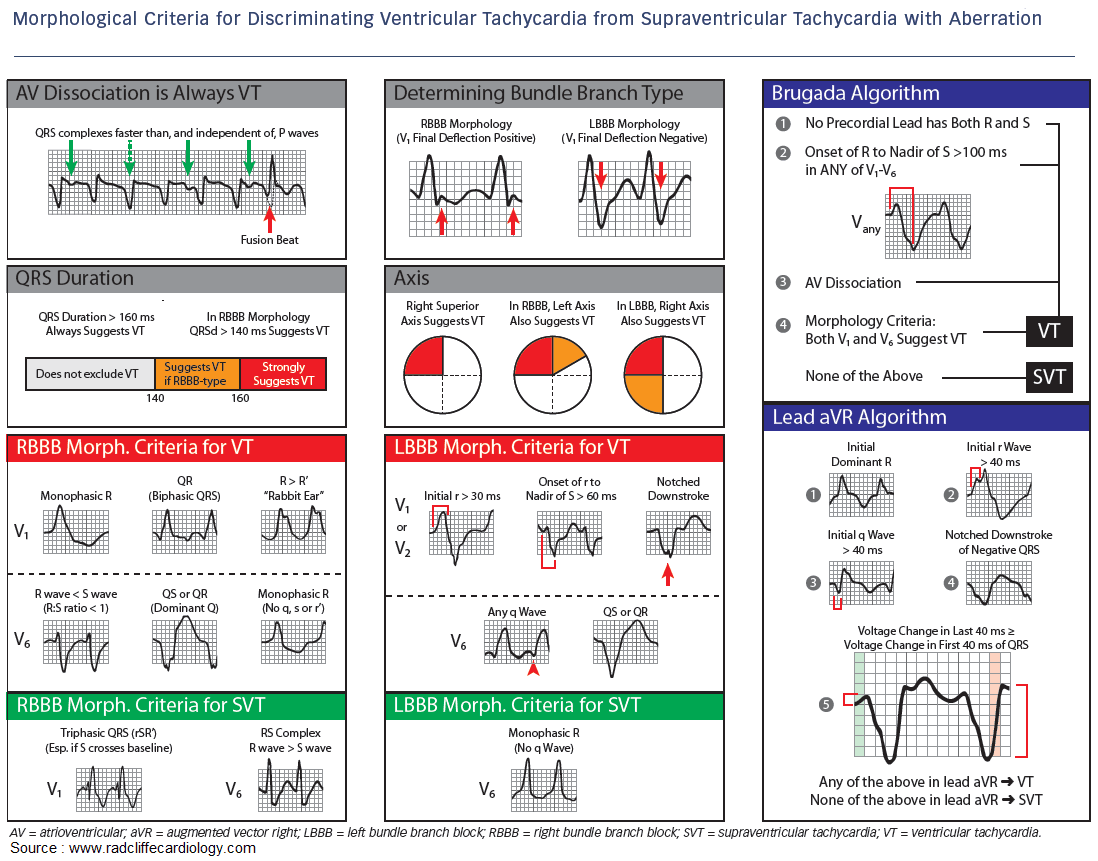 Morphological Criteria for Discriminating Ventricular Tachycardia from Supraventricular Tachycardia with Aberration
AV Dissociation is Always VT
QRS complexes faster than, and independent of, P waves
Fusion Beat
QRS Duration
QRS Duration > 160 ms
Always Suggests VT
In RBBB Morphology
QRSd > 140 ms Suggests VT
Does not exclude VT
Suggests VT
if RBBB-type
Strongly
Suggests VT
140
160
RBBB Morph. Criteria for VT
Monophasic R
QR
(Biphasic QRS)
R > R'
"Rabbit Ear"
V1
R wave < S wave
(R:S ratio < 1)
QS or QR
(Dominant Q)
Monophasic R
(No q, s or r')
V6
RBBB Morph. Criteria for SVT
Triphasic QRS (rSR')
(Esp. if S crosses baseline)
V1
RS Complex
R wave > S wave
V6
Determining Bundle Branch Type
RBBB Morphology
(V1 Final Deflection Positive)
LBBB Morphology
(V1 Final Deflection Negative)
Axis
Right Superior
Axis Suggests VT
In RBBB, Left Axis
Also Suggests VT
In LBBB, Right Axis
Also Suggests VT
LBBB Morph. Criteria for VT
V1
or
V2
Initial r > 30 ms
Onset of r to
Nadir of S > 60 ms
Notched
Downstroke
V6
Any q Wave
QS or QR
LBBB Morph. Criteria for SVT
Monophasic R
(No q Wave)
V6
Brugada Algorithm
1 No Precordial Lead has Both R and S
2 Onset of R to Nadir of S >100 ms
in ANY of V1-V6
Vany
3 AV Dissociation
4 Morphology Criteria:
Both V1 and V6 Suggest VT
VT
None of the Above
SVT
Lead aVR Algorithm
Initial
Dominant R
1
Initial r Wave
> 40 ms
2
Initial q Wave
> 40 ms
3
Notched Downstroke
of Negative QRS
4
Voltage Change in Last 40 ms ≥
Voltage Change in First 40 ms of QRS
5
Any of the above in lead aVR ➔ VT
None of the above in lead aVR ➔ SVT
AV = atrioventricular; aVR = augmented vector right; LBBB = left bundle branch block; RBBB = right bundle branch block; SVT = supraventricular tachycardia; VT = ventricular tachycardia.
Source : www.radcliffecardiology.com